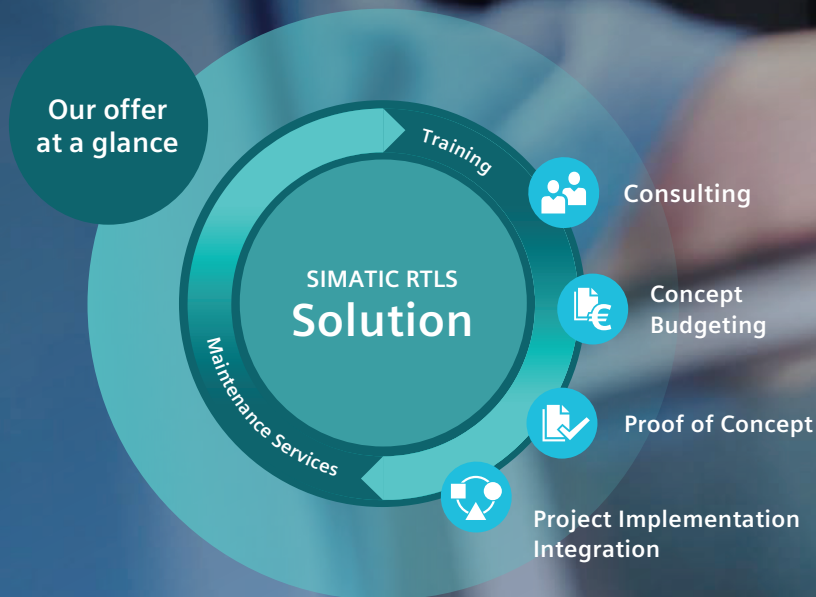 Our offer
at a glance
Training
Consulting
SIMATIC RTLS
Solution
Concept
Budgeting
Maintenance Services
Proof of Concept
Project Implementation
Integration
€